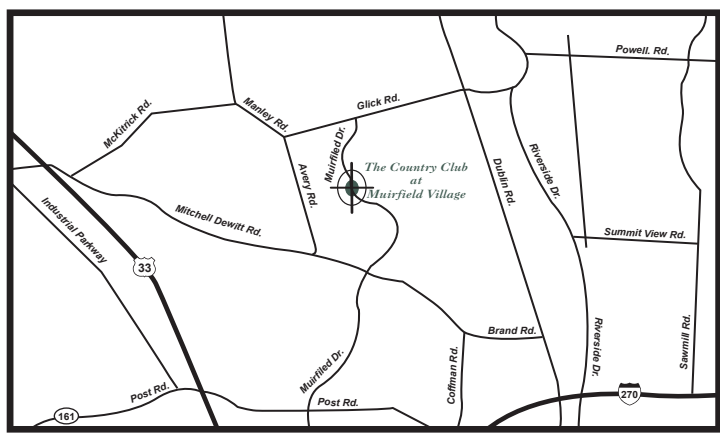 Powell. Rd.
Glick Rd.
McKitrick Rd.
Manley Rd.
Muirfiled Dr.
Avery Rd.
The Country Club
at
Muirfield Village
Dublin Rd.
Riverside Dr.
Industrial Parkway
Mitchell Dewitt Rd.
Summit View Rd.
33
Brand Rd.
Riverside Dr.
Sawmill Rd.
Muirfiled Dr.
Coffman Rd.
Post Rd.
Post Rd.
270
161